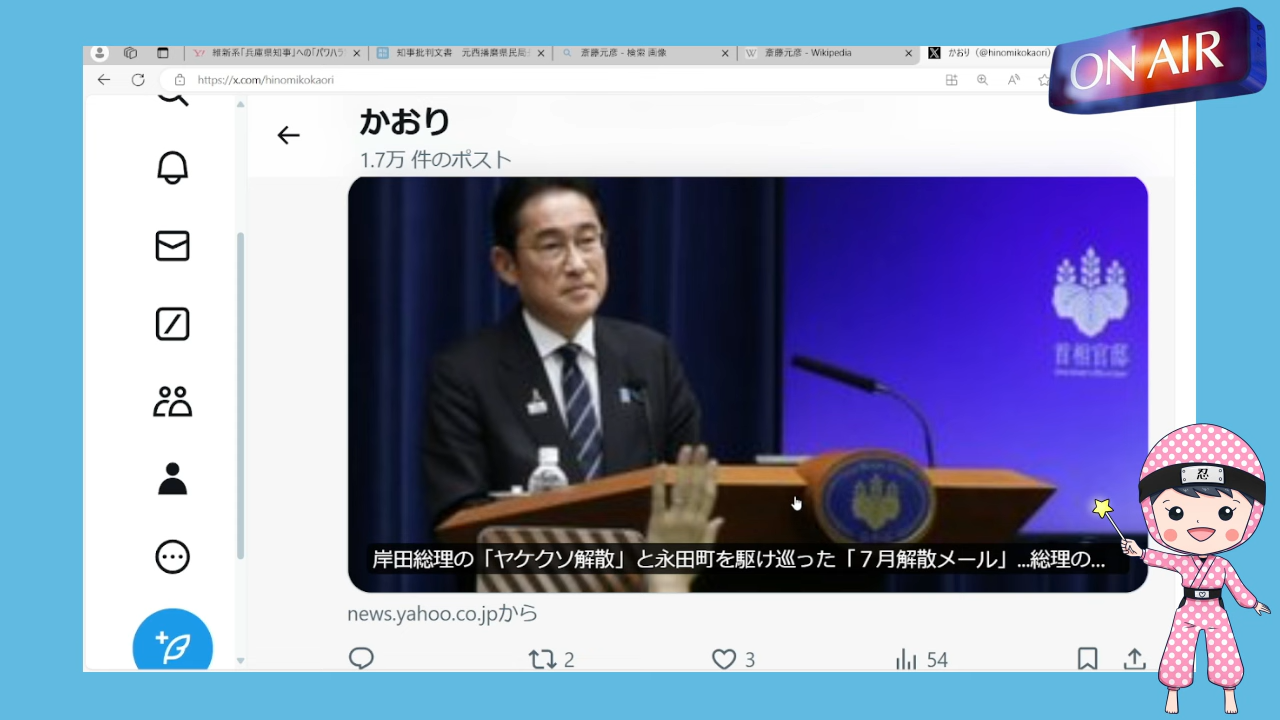 維新系「兵庫県知事」への「パワハラ
知事批判文書 元西播磨県民局
斎藤元彦 - 検索 画像
斎藤元彦 - Wikipedia
かおり (@hinomikokaori)
ON AIR
https://x.com/hinomikokaori
かおり
1.7万 件のポスト
首相官邸
忍
岸田総理の「ヤケクソ解散」と永田町を駆け巡った「7月解散メール」...総理の...
news.yahoo.co.jpから
2
3
54